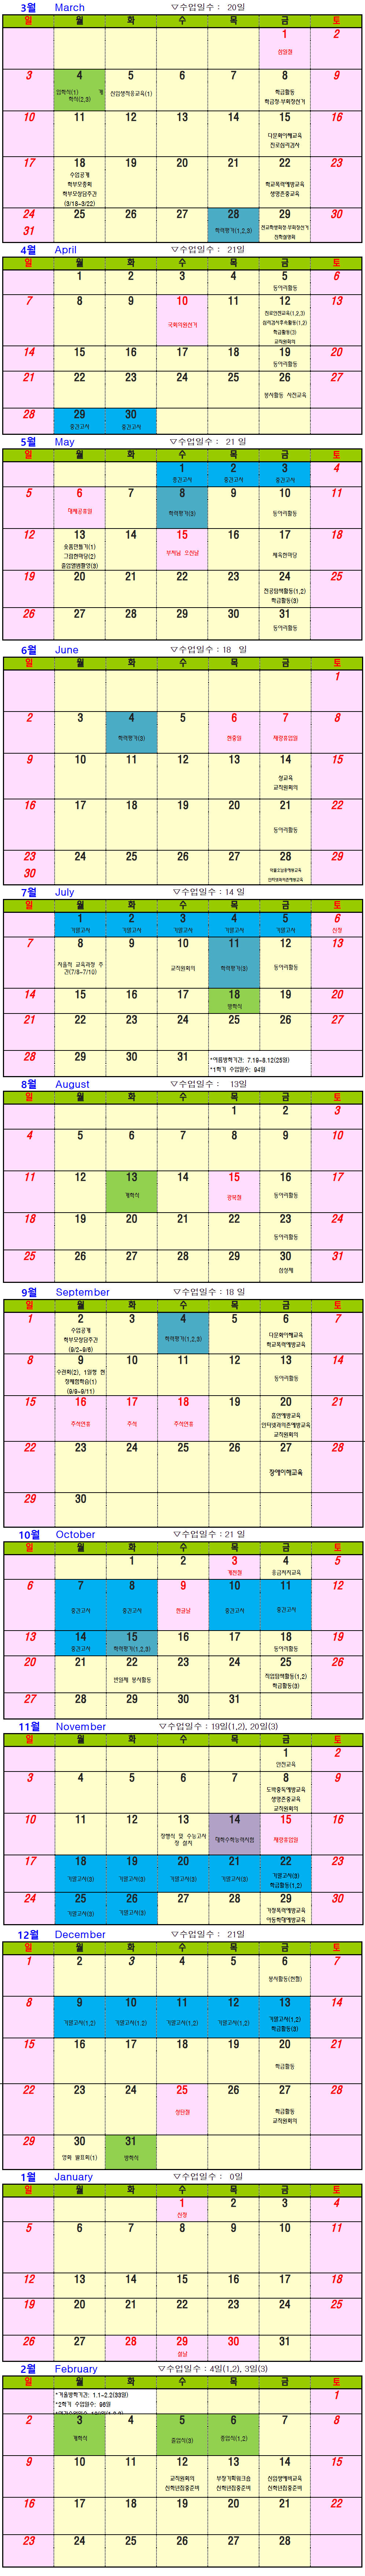 3월 March ▽수업일수 : 20일
일 월 화 수 목 금 토
1 2
삼일절
3 4 5 6 7 8 9
입학식(1) 개학식(2,3) 신입생적응교육(1) 학급활동
학급정·부회장선거
10 11 12 13 14 15 16
다문화이해교육
진로심리검사
17 18 19 20 21 22 23
수업공개
학부모총회 학교폭력예방교육
학부모상담주간 생명존중교육
(3/18~3/22)
24 25 26 27 28 29 30
31 학력평가(1,2,3) 전교학생회장·부회장선거
진학설명회
4월 April ▽수업일수 : 21일
일 월 화 수 목 금 토
1 2 3 4 5 6
동아리활동
7 8 9 10 11 12 13
국회의원선거 진로안전교육(1,2,3)
심리검사후속활동(1,2)
학급활동(3)
교직원회의
14 15 16 17 18 19 20
동아리활동
21 22 23 24 25 26 27
봉사활동 사전교육
28 29 30
중간고사 중간고사
5월 May ▽수업일수 : 21 일
일 월 화 수 목 금 토
1 2 3 4
중간고사 중간고사 중간고사
5 6 7 8 9 10 11
대체공휴일 학력평가(3) 동아리활동
12 13 14 15 16 17 18
숏폼만들기(1) 부처님 오신날 체육한마당
그림한마당(2)
졸업앨범촬영(3)
19 20 21 22 23 24 25
전공탐색활동(1,2)
학급활동(3)
26 27 28 29 30 31
동아리활동
6월 June ▽수업일수 : 18 일
일 월 화 수 목 금 토
1
2 3 4 5 6 7 8
학력평가(3) 현충일 재량휴업일
9 10 11 12 13 14 15
성교육
교직원회의
16 17 18 19 20 21 22
동아리활동
23 24 25 26 27 28 29
30 약물오남용예방교육
인터넷과의존예방교육
7월 July ▽수업일수 : 14 일
일 월 화 수 목 금 토
1 2 3 4 5 6
기말고사 기말고사 기말고사 기말고사 기말고사
7 8 9 10 11 12 13
자율적 교육과정 주간(7/8~7/10) 교직원회의 학력평가(3) 동아리활동
14 15 16 17 18 19 20
방학식
21 22 23 24 25 26 27
28 29 30 31 *여름방학기간: 7.19~8.12(25일)
*1학기 수업일수: 94일
8월 August ▽수업일수 : 13일
일 월 화 수 목 금 토
1 2 3
4 5 6 7 8 9 10
11 12 13 14 15 16 17
개학식 광복절 동아리활동
18 19 20 21 22 23 24
동아리활동
25 26 27 28 29 30 31
삼성제
9월 September ▽수업일수 : 18 일
일 월 화 수 목 금 토
1 2 3 4 5 6 7
수업공개 학력평가(1,2,3) 다문화이해교육
학부모상담주간 학교폭력예방교육
(9/2~9/6)
8 9 10 11 12 13 14
수련회(2), 1일형 현장체험학습(1) 동아리활동
(9/9~9/11)
15 16 17 18 19 20 21
추석연휴 추석 추석연휴 흡연예방교육
인터넷과의존예방교육
교직원회의
22 23 24 25 26 27 28
장애이해교육
29 30
10월 October ▽수업일수 : 21 일
일 월 화 수 목 금 토
1 2 3 4 5
개천절 응급처치교육
6 7 8 9 10 11 12
중간고사 중간고사 한글날 중간고사 중간고사
13 14 15 16 17 18 19
중간고사 학력평가(1,2,3) 동아리활동
20 21 22 23 24 25 26
반일제 봉사활동 직업탐색활동(1,2)
학급활동(3)
27 28 29 30 31
11월 November ▽수업일수 : 19일(1,2), 20일(3)
일 월 화 수 목 금 토
1 2
안전교육
3 4 5 6 7 8 9
도박중독예방교육
생명존중교육
교직원회의
10 11 12 13 14 15 16
장행식 및 수능고사장 설치 대학수학능력시험 재량휴업일
17 18 19 20 21 22 23
기말고사(3) 기말고사(3) 기말고사(3) 기말고사(3) 기말고사(3)
학급활동(1,2)
24 25 26 27 28 29 30
기말고사(3) 기말고사(3) 가정폭력예방교육
아동학대예방교육
12월 December ▽수업일수 : 21일
일 월 화 수 목 금 토
1 2 3 4 5 6 7
8 9 10 11 12 13 14
기말고사(1,2) 기말고사(1,2) 기말고사(1,2) 기말고사(1,2) 기말고사(1,2)
학급활동(3)
15 16 17 18 19 20 21
학급활동
22 23 24 25 26 27 28
성탄절 학급활동
교직원회의
29 30 31
영화 발표회(1) 방학식
1월 January ▽수업일수 : 0일
일 월 화 수 목 금 토
1 2 3 4
신정
5 6 7 8 9 10 11
12 13 14 15 16 17 18
19 20 21 22 23 24 25
26 27 28 29 30 31
설날
2월 February ▽수업일수 : 4일(1,2), 3일(3)
일 월 화 수 목 금 토
*겨울방학기간: 1.1~2.2(33일) 1
*2학기 수업일수: 96일
2 3 4 5 6 7 8
개학식 졸업식(3) 종업식(1,2)
9 10 11 12 13 14 15
교직원회의 부장기획워크숍 신입생예비교육
신학년집중준비 신학년집중준비 신학년집중준비
16 17 18 19 20 21 22
23 24 25 26 27 28